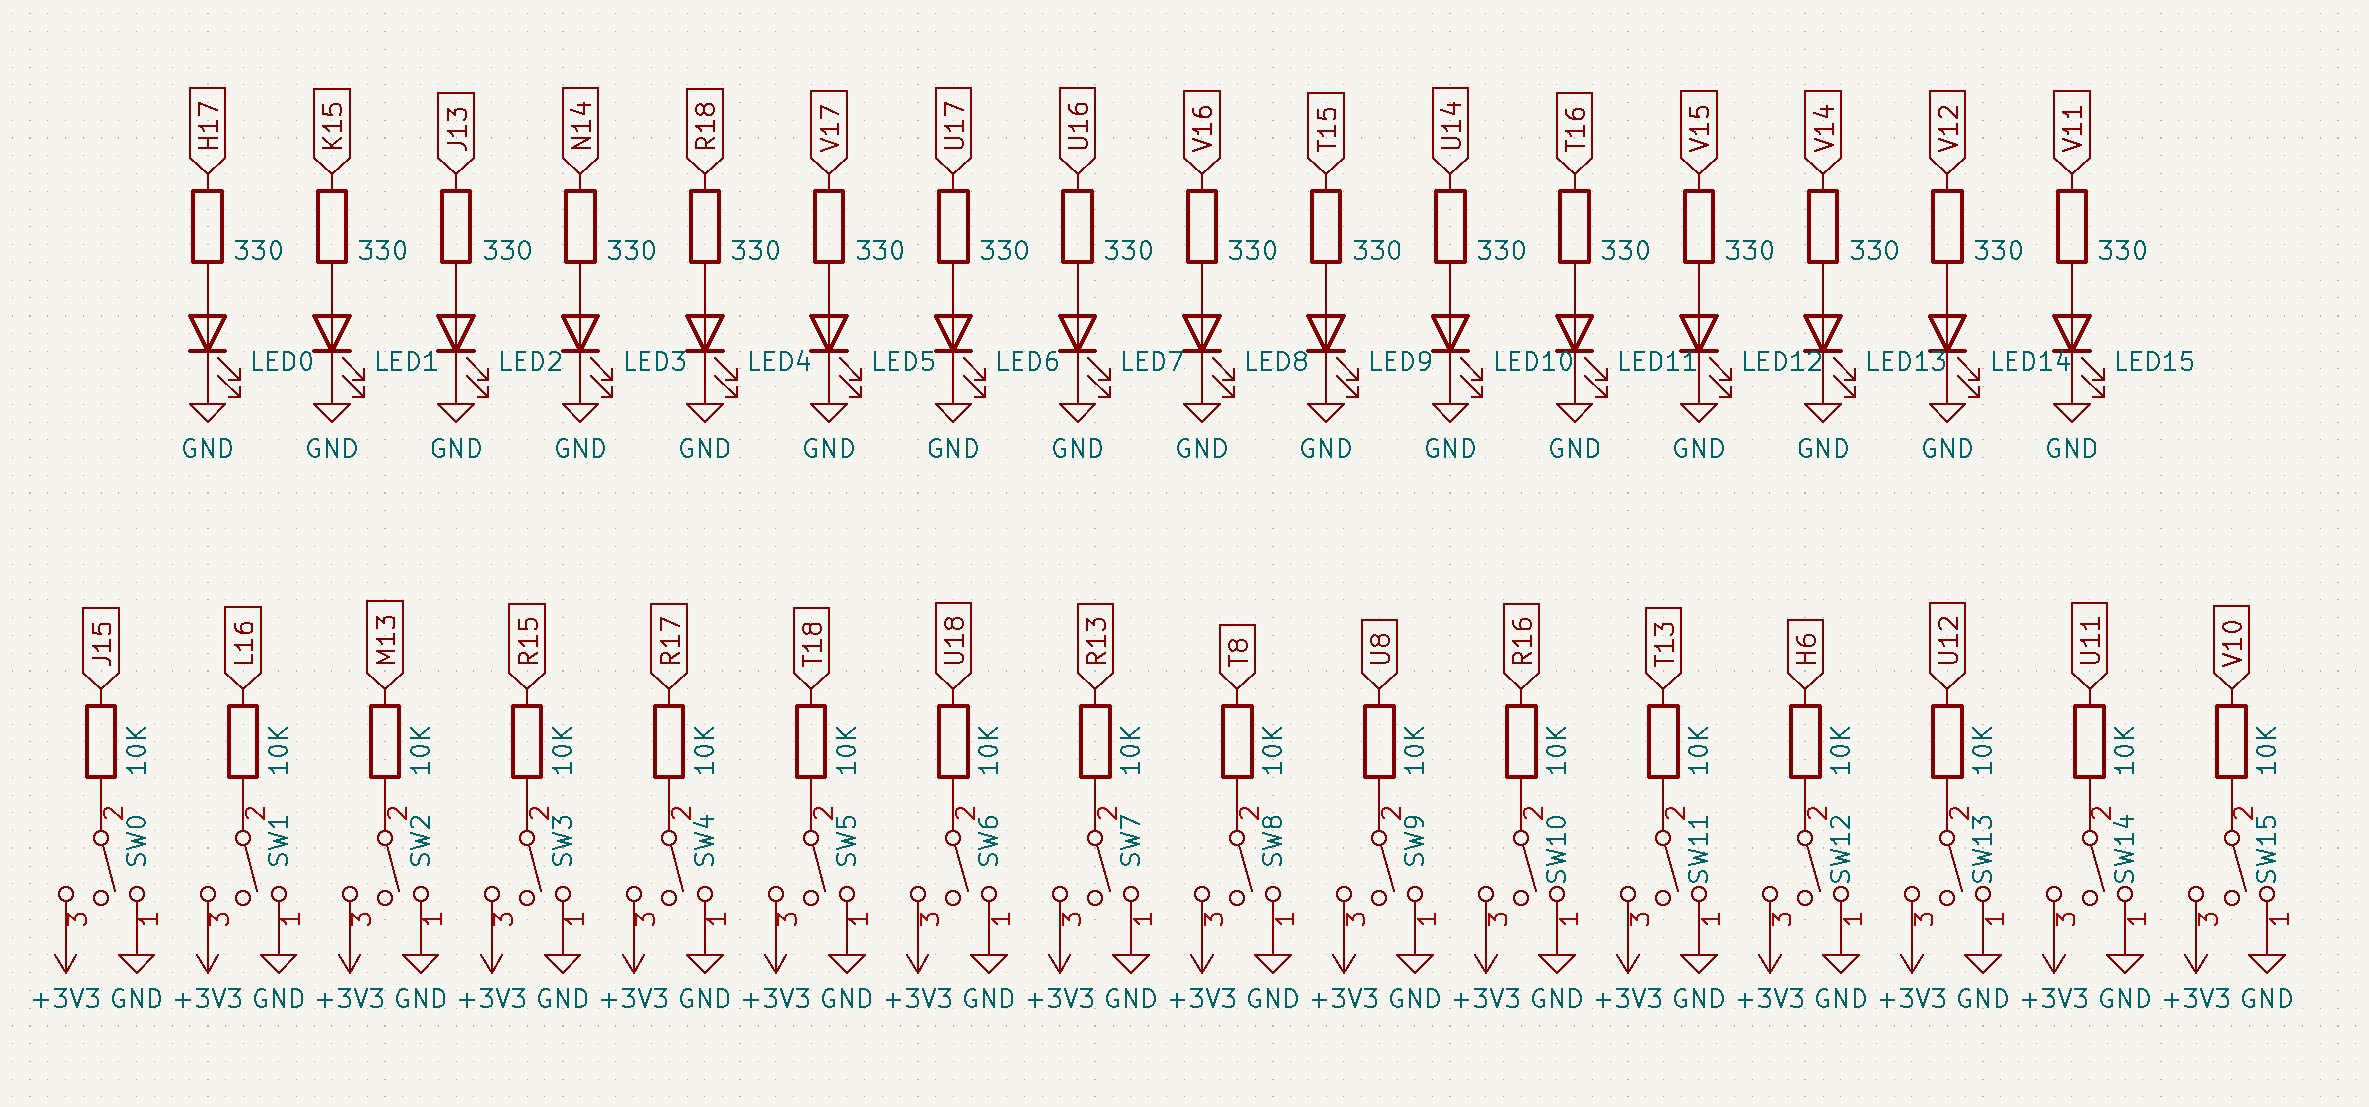 H17 K15 J13 N14 R18 V17 U17 U16 V16 T15 U14 T16 V15 V14 V12 V11
330 330 330 330 330 330 330 330 330 330 330 330 330 330 330 330
LED0 LED1 LED2 LED3 LED4 LED5 LED6 LED7 LED8 LED9 LED10 LED11 LED12 LED13 LED14 LED15
GND GND GND GND GND GND GND GND GND GND GND GND GND GND GND GND
J15 L16 M13 R15 R17 T18 U18 R13 T8 U8 R16 T13 H6 U12 U11 V10
10K 10K 10K 10K 10K 10K 10K 10K 10K 10K 10K 10K 10K 10K 10K 10K
2 2 2 2 2 2 2 2 2 2 2 2 2 2 2 2
SW0 SW1 SW2 SW3 SW4 SW5 SW6 SW7 SW8 SW9 SW10 SW11 SW12 SW13 SW14 SW15
3 1 3 1 3 1 3 1 3 1 3 1 3 1 3 1 3 1 3 1 3 1 3 1 3 1 3 1 3 1 3 1
+3V3 GND +3V3 GND +3V3 GND +3V3 GND +3V3 GND +3V3 GND +3V3 GND +3V3 GND +3V3 GND +3V3 GND +3V3 GND +3V3 GND +3V3 GND +3V3 GND +3V3 GND +3V3 GND